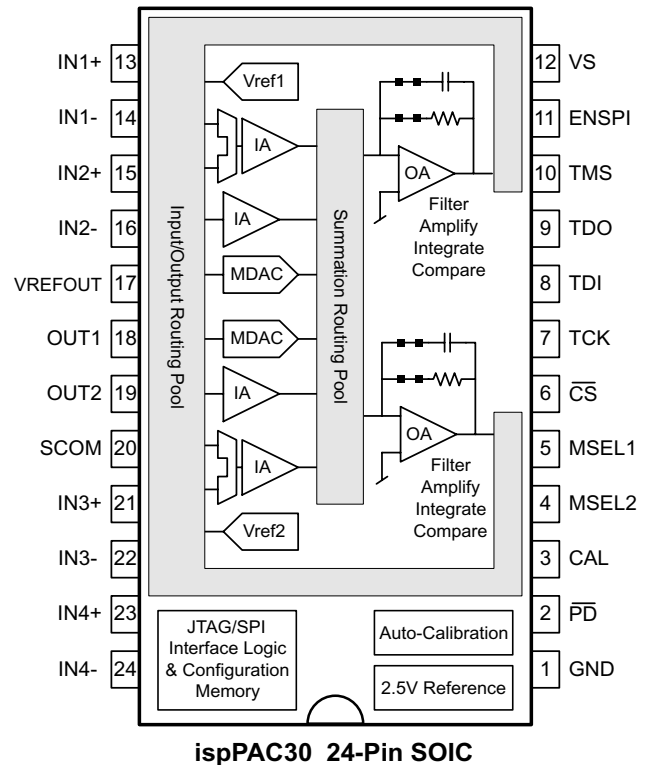 IN1+ 13
IN1- 14
IN2+ 15
IN2- 16
VREFOUT 17
OUT1 18
OUT2 19
SCOM 20
IN3+ 21
IN3- 22
IN4+ 23
IN4- 24
Input/Output Routing Pool
Vref1
IA
IA
MDAC
MDAC
IA
IA
Vref2
Summation Routing Pool
OA
Filter
Amplify
Integrate
Compare
OA
Filter
Amplify
Integrate
Compare
JTAG/SPI
Interface Logic
& Configuration
Memory
Auto-Calibration
2.5V Reference
12 VS
11 ENSPI
10 TMS
9 TDO
8 TDI
7 TCK
6 C̅S̅
5 MSEL1
4 MSEL2
3 CAL
2 P̅D̅
1 GND
ispPAC30 24-Pin SOIC